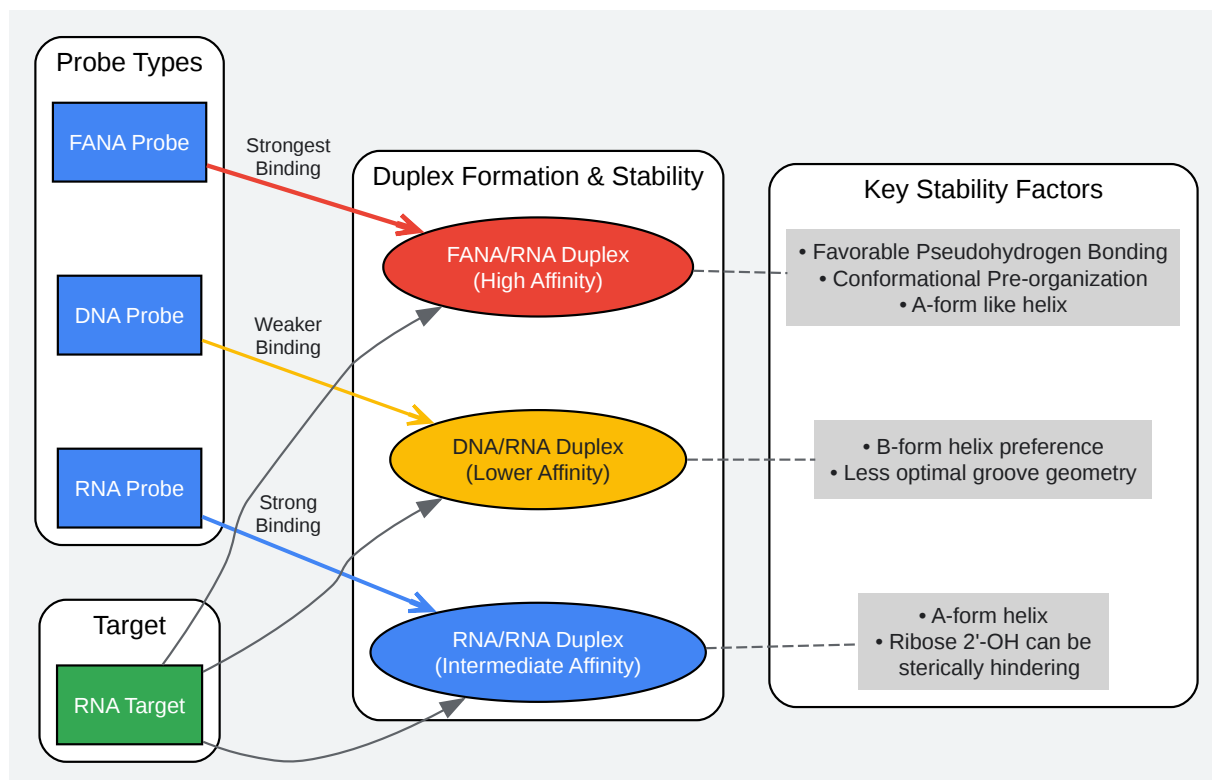 Probe Types
FANA Probe
DNA Probe
RNA Probe
Target
RNA Target
Strongest
Binding
Weaker
Binding
Strong
Binding
Duplex Formation & Stability
FANA/RNA Duplex
(High Affinity)
DNA/RNA Duplex
(Lower Affinity)
RNA/RNA Duplex
(Intermediate Affinity)
Key Stability Factors
• Favorable Pseudohydrogen Bonding
• Conformational Pre-organization
• A-form like helix
• B-form helix preference
• Less optimal groove geometry
• A-form helix
• Ribose 2'-OH can be
sterically hindering